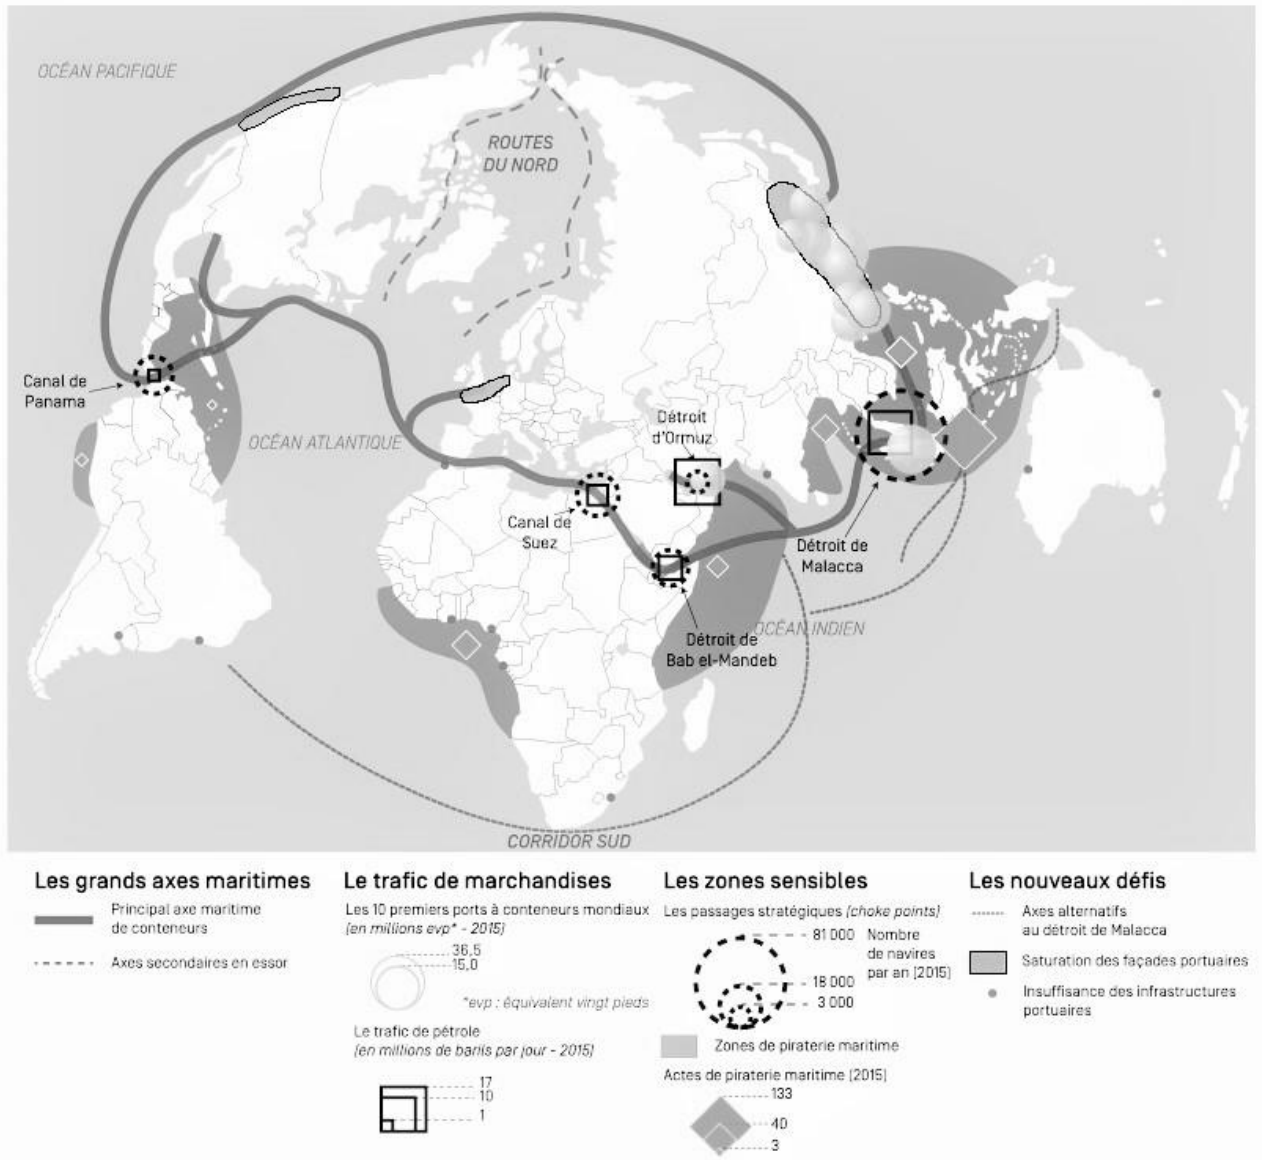 OCÉAN PACIFIQUE
ROUTES
DU NORD
Canal de
Panama
OCÉAN ATLANTIQUE
Détroit
d'Ormuz
Canal de
Suez
Détroit de
Malacca
OCÉAN INDIEN
Détroit de
Bab el-Mandeb
CORRIDOR SUD
Les grands axes maritimes
Principal axe maritime
de conteneurs
Axes secondaires en essor
Le trafic de marchandises
Les 10 premiers ports à conteneurs mondiaux
(en millions evp* - 2015)
36,5
15,0
*evp : équivalent vingt pieds
Le trafic de pétrole
(en millions de barils par jour - 2015)
17
10
1
Les zones sensibles
Les passages stratégiques (choke points)
81 000
18 000
3 000
Nombre
de navires
par an (2015)
Zones de piraterie maritime
Actes de piraterie maritime (2015)
133
40
3
Les nouveaux défis
Axes alternatifs
au détroit de Malacca
Saturation des façades portuaires
Insuffisance des infrastructures
portuaires